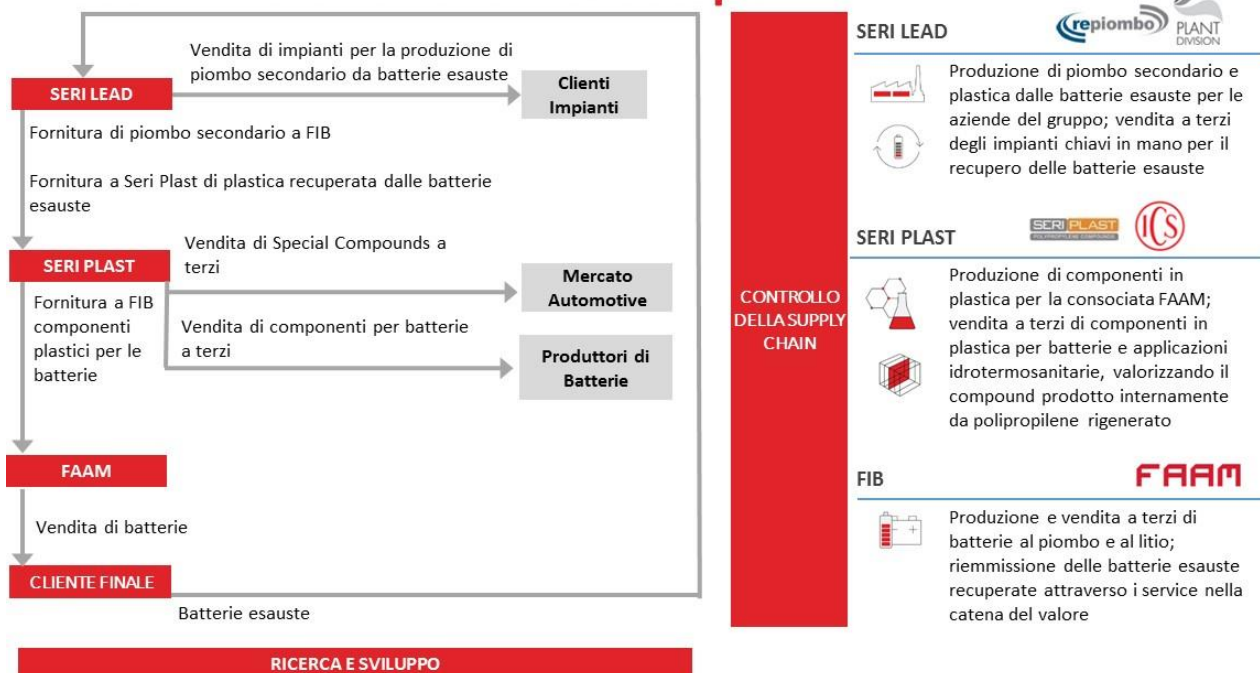 Vendita di impianti per la produzione di
piombo secondario da batterie esauste
SERI LEAD
Clienti
Impianti
Fornitura di piombo secondario a FIB
Fornitura a Seri Plast di plastica recuperata dalle batterie
esauste
Vendita di Special Compounds a
terzi
SERI PLAST
Mercato
Automotive
Fornitura a FIB
componenti
plastici per le
batterie
Vendita di componenti per batterie
a terzi
Produttori di
Batterie
FAAM
Vendita di batterie
CLIENTE FINALE
Batterie esauste
RICERCA E SVILUPPO
CONTROLLO
DELLA SUPPLY
CHAIN
SERI LEAD
repiombo
PLANT
DIVISION
Produzione di piombo secondario e
plastica dalle batterie esauste per le
aziende del gruppo; vendita a terzi
degli impianti chiavi in mano per il
recupero delle batterie esauste
SERI PLAST
SERI PLAST
POLYPROPYLENE COMPOUNDS
ICS
Produzione di componenti in
plastica per la consociata FAAM;
vendita a terzi di componenti in
plastica per batterie e applicazioni
idrotermosanitarie, valorizzando il
compound prodotto internamente
da polipropilene rigenerato
FIB
FAAM
Produzione e vendita a terzi di
batterie al piombo e al litio;
riemmissione delle batterie esauste
recuperate attraverso i service nella
catena del valore